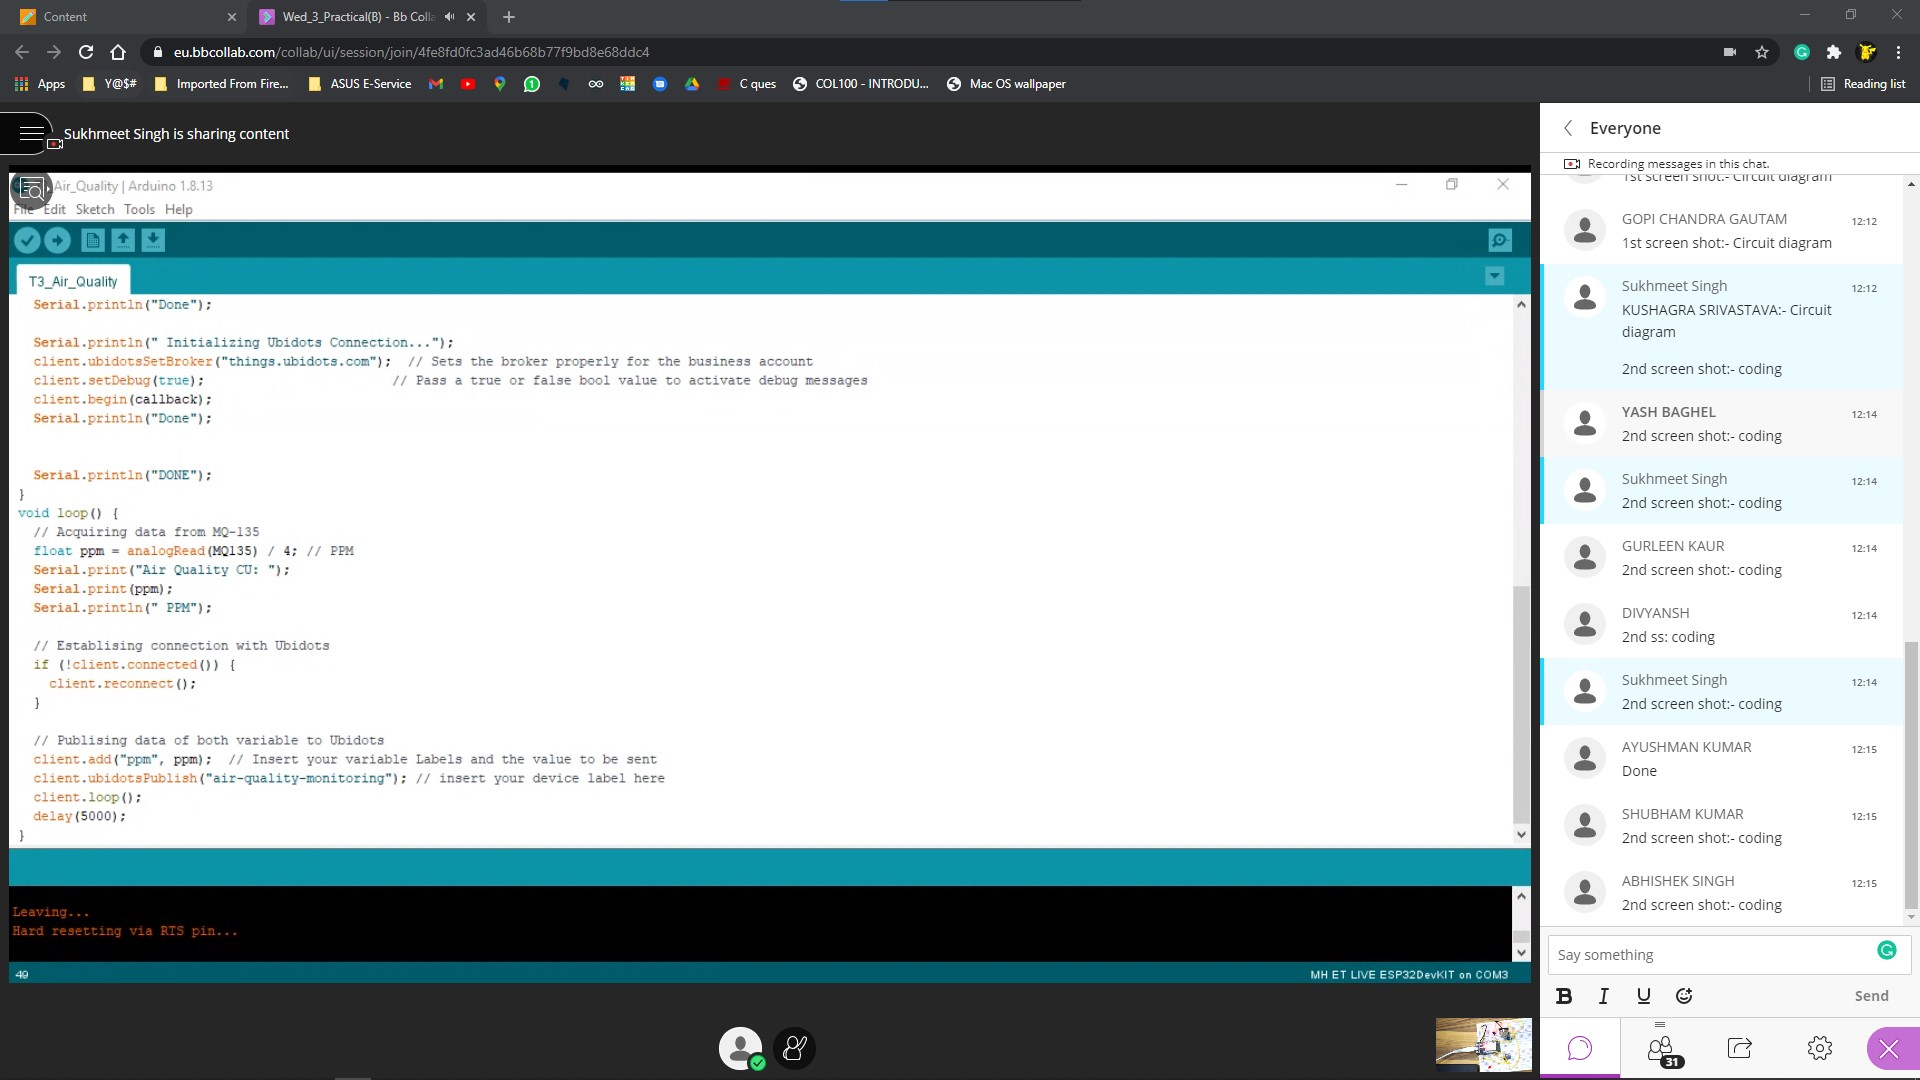 Content
Wed_3_Practical(B) - Bb Colla
eu.bbcollab.com/collab/ui/session/join/4fe8fd0fc3ad46b68b77f9bd8e68ddc4
Apps
Y@$#
Imported From Fire...
ASUS E-Service
C ques
COL100 - INTRODU...
Mac OS wallpaper
Reading list
Sukhmeet Singh is sharing content
Air_Quality | Arduino 1.8.13
File Edit Sketch Tools Help
T3_Air_Quality
Serial.println("Done");
Serial.println(" Initializing Ubidots Connection...");
client.ubidotsSetBroker("things.ubidots.com"); // Sets the broker properly for the business account
client.setDebug(true); // Pass a true or false bool value to activate debug messages
client.begin(callback);
Serial.println("Done");
Serial.println("DONE");
}
void loop() {
// Acquiring data from MQ-135
float ppm = analogRead(MQ135) / 4; // PPM
Serial.print("Air Quality CU: ");
Serial.print(ppm);
Serial.println(" PPM");
// Establising connection with Ubidots
if (!client.connected()) {
client.reconnect();
}
// Publising data of both variable to Ubidots
client.add("ppm", ppm); // Insert your variable Labels and the value to be sent
client.ubidotsPublish("air-quality-monitoring"); // insert your device label here
client.loop();
delay(5000);
}
Leaving...
Hard resetting via RTS pin...
49
MH ET LIVE ESP32DevKIT on COM3
Everyone
Recording messages in this chat.
1st screen shot:- Circuit diagram
GOPI CHANDRA GAUTAM 12:12
1st screen shot:- Circuit diagram
Sukhmeet Singh 12:12
KUSHAGRA SRIVASTAVA:- Circuit
diagram
2nd screen shot:- coding
YASH BAGHEL 12:14
2nd screen shot:- coding
Sukhmeet Singh 12:14
2nd screen shot:- coding
GURLEEN KAUR 12:14
2nd screen shot:- coding
DIVYANSH 12:14
2nd ss: coding
Sukhmeet Singh 12:14
2nd screen shot:- coding
AYUSHMAN KUMAR 12:15
Done
SHUBHAM KUMAR 12:15
2nd screen shot:- coding
ABHISHEK SINGH 12:15
2nd screen shot:- coding
Say something
B I U
Send
31